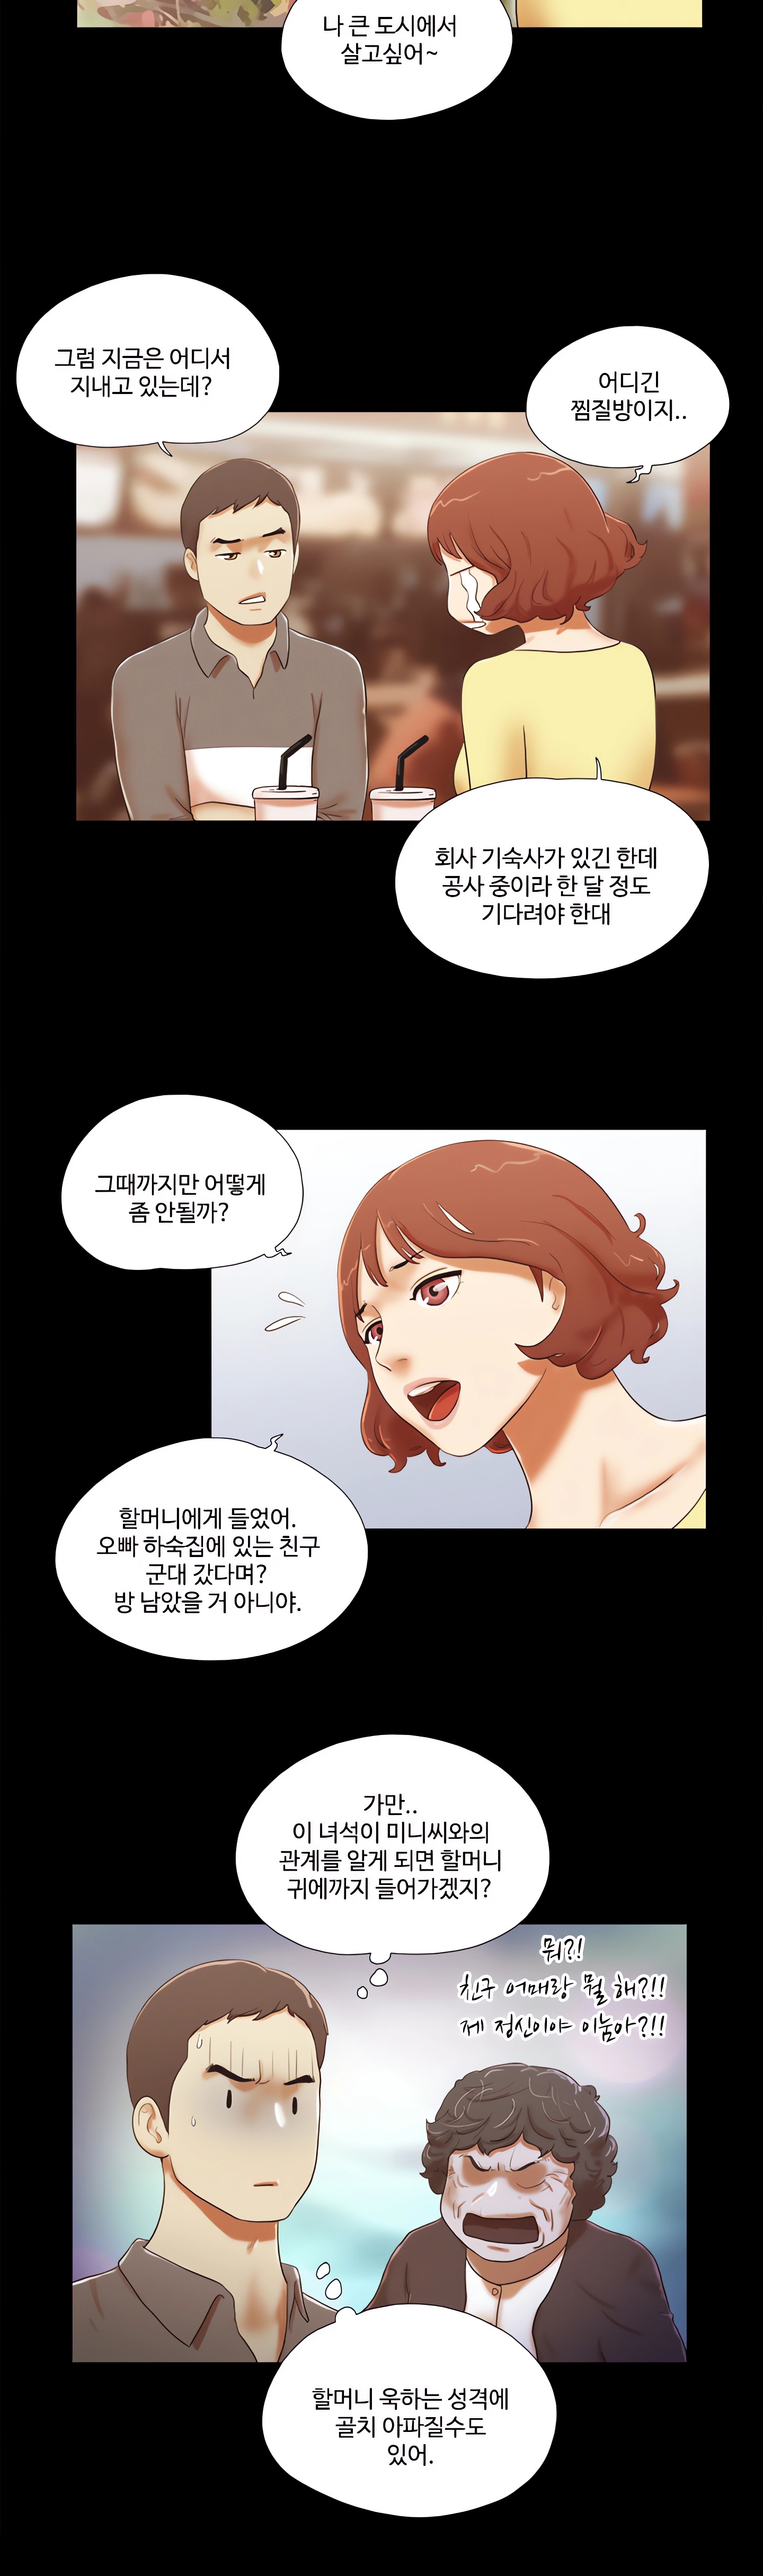 나 큰 도시에서
살고싶어~
그럼 지금은 어디서
지내고 있는데?
어디긴
찜질방이지..
회사 기숙사가 있긴 한데
공사 중이라 한 달 정도
기다려야 한대
그때까지만 어떻게
좀 안될까?
할머니에게 들었어.
오빠 하숙집에 있는 친구
군대 갔다며?
방 남았을 거 아니야.
가만..
이 녀석이 미니씨와의
관계를 알게 되면 할머니
귀에까지 들어가겠지?
뭐?!
친구 어매랑 뭘 해?!!
제 정신이야 이눔아?!!
할머니 욱하는 성격에
골치 아파질수도
있어.